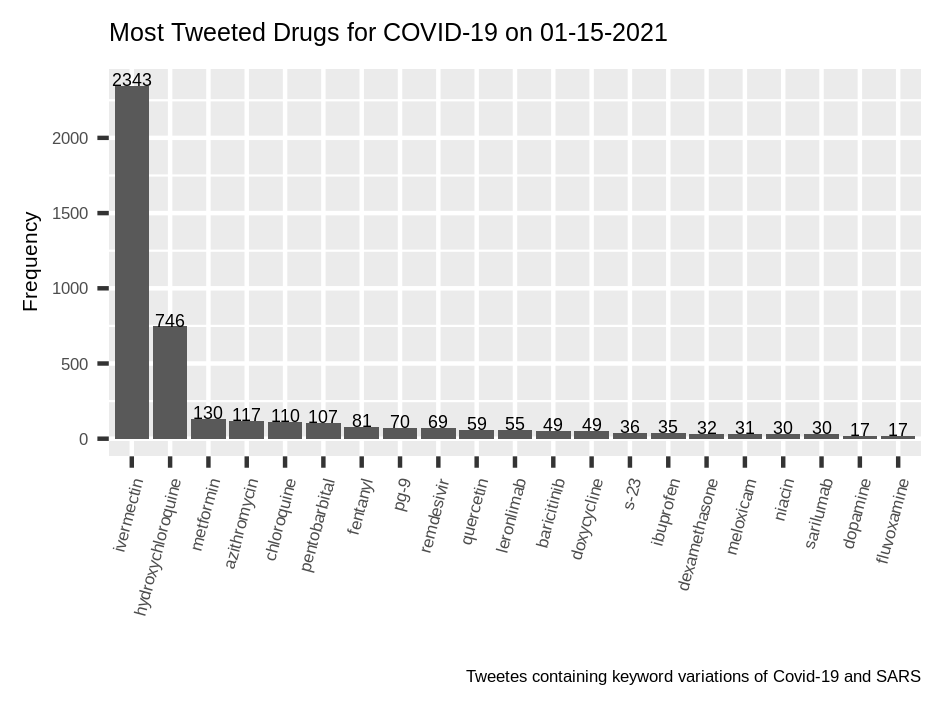 Most Tweeted Drugs for COVID-19 on 01-15-2021
Frequency
2000
1500
1000
500
0
2343
746
130
117
110
107
81
70
69
59
55
49
49
36
35
32
31
30
30
17
17
ivermectin
hydroxychloroquine
metformin
azithromycin
chloroquine
pentobarbital
fentanyl
pg-9
remdesivir
quercetin
leronlimab
baricitinib
doxycycline
s-23
ibuprofen
dexamethasone
meloxicam
niacin
sarilumab
dopamine
fluvoxamine
Tweetes containing keyword variations of Covid-19 and SARS